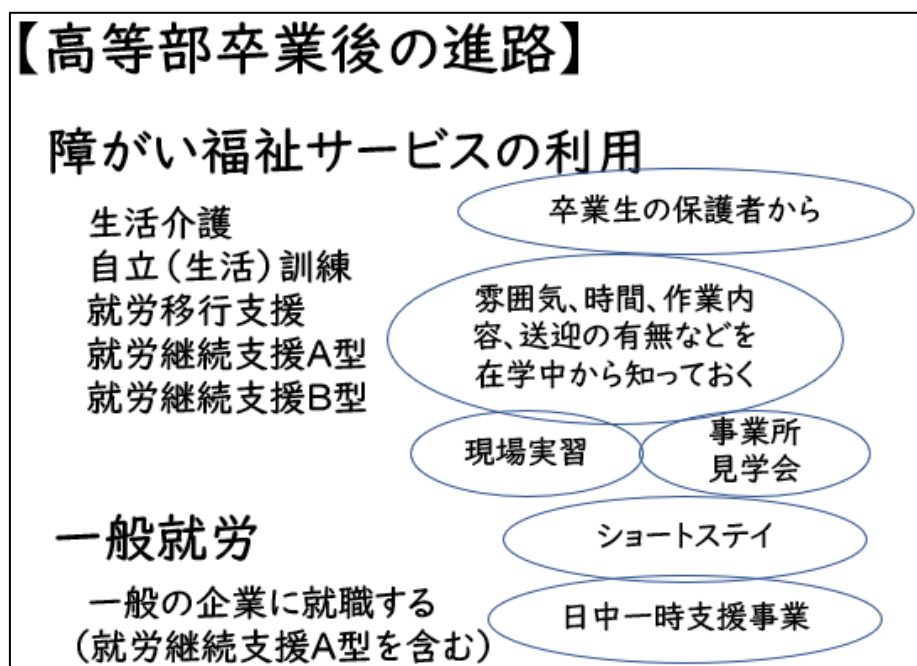 【高等部卒業後の進路】
障がい福祉サービスの利用
生活介護
自立(生活)訓練
就労移行支援
就労継続支援A型
就労継続支援B型
卒業生の保護者から
雰囲気、時間、作業内
容、送迎の有無などを
在学中から知っておく
現場実習
事業所
見学会
ショートステイ
日中一時支援事業
一般就労
一般の企業に就職する
(就労継続支援A型を含む)